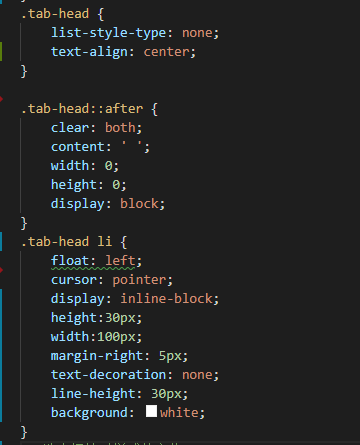 .tab-head {
    list-style-type: none;
    text-align: center;
}

.tab-head::after {
    clear: both;
    content: ' ';
    width: 0;
    height: 0;
    display: block;
}
.tab-head li {
    float: left;
    cursor: pointer;
    display: inline-block;
    height:30px;
    width:100px;
    margin-right: 5px;
    text-decoration: none;
    line-height: 30px;
    background: white;
}